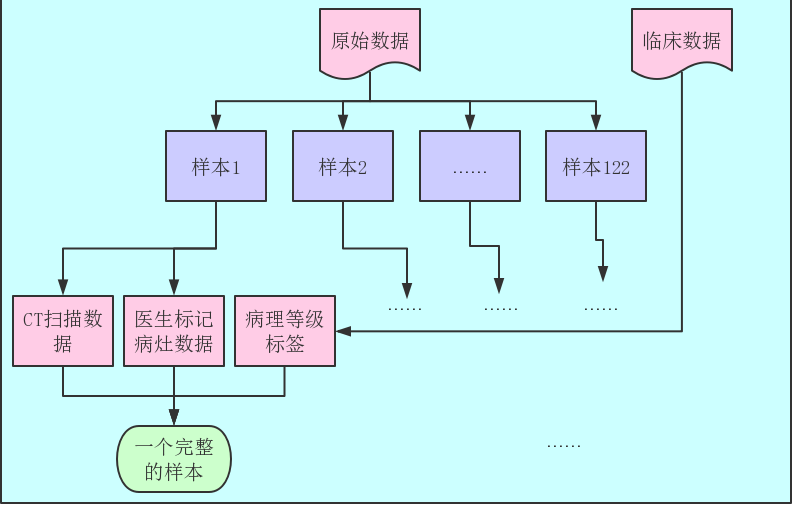 原始数据
临床数据
样本1
样本2
……
样本122
……
……
……
CT扫描数
据
医生标记
病灶数据
病理等级
标签
一个完整
的样本
……